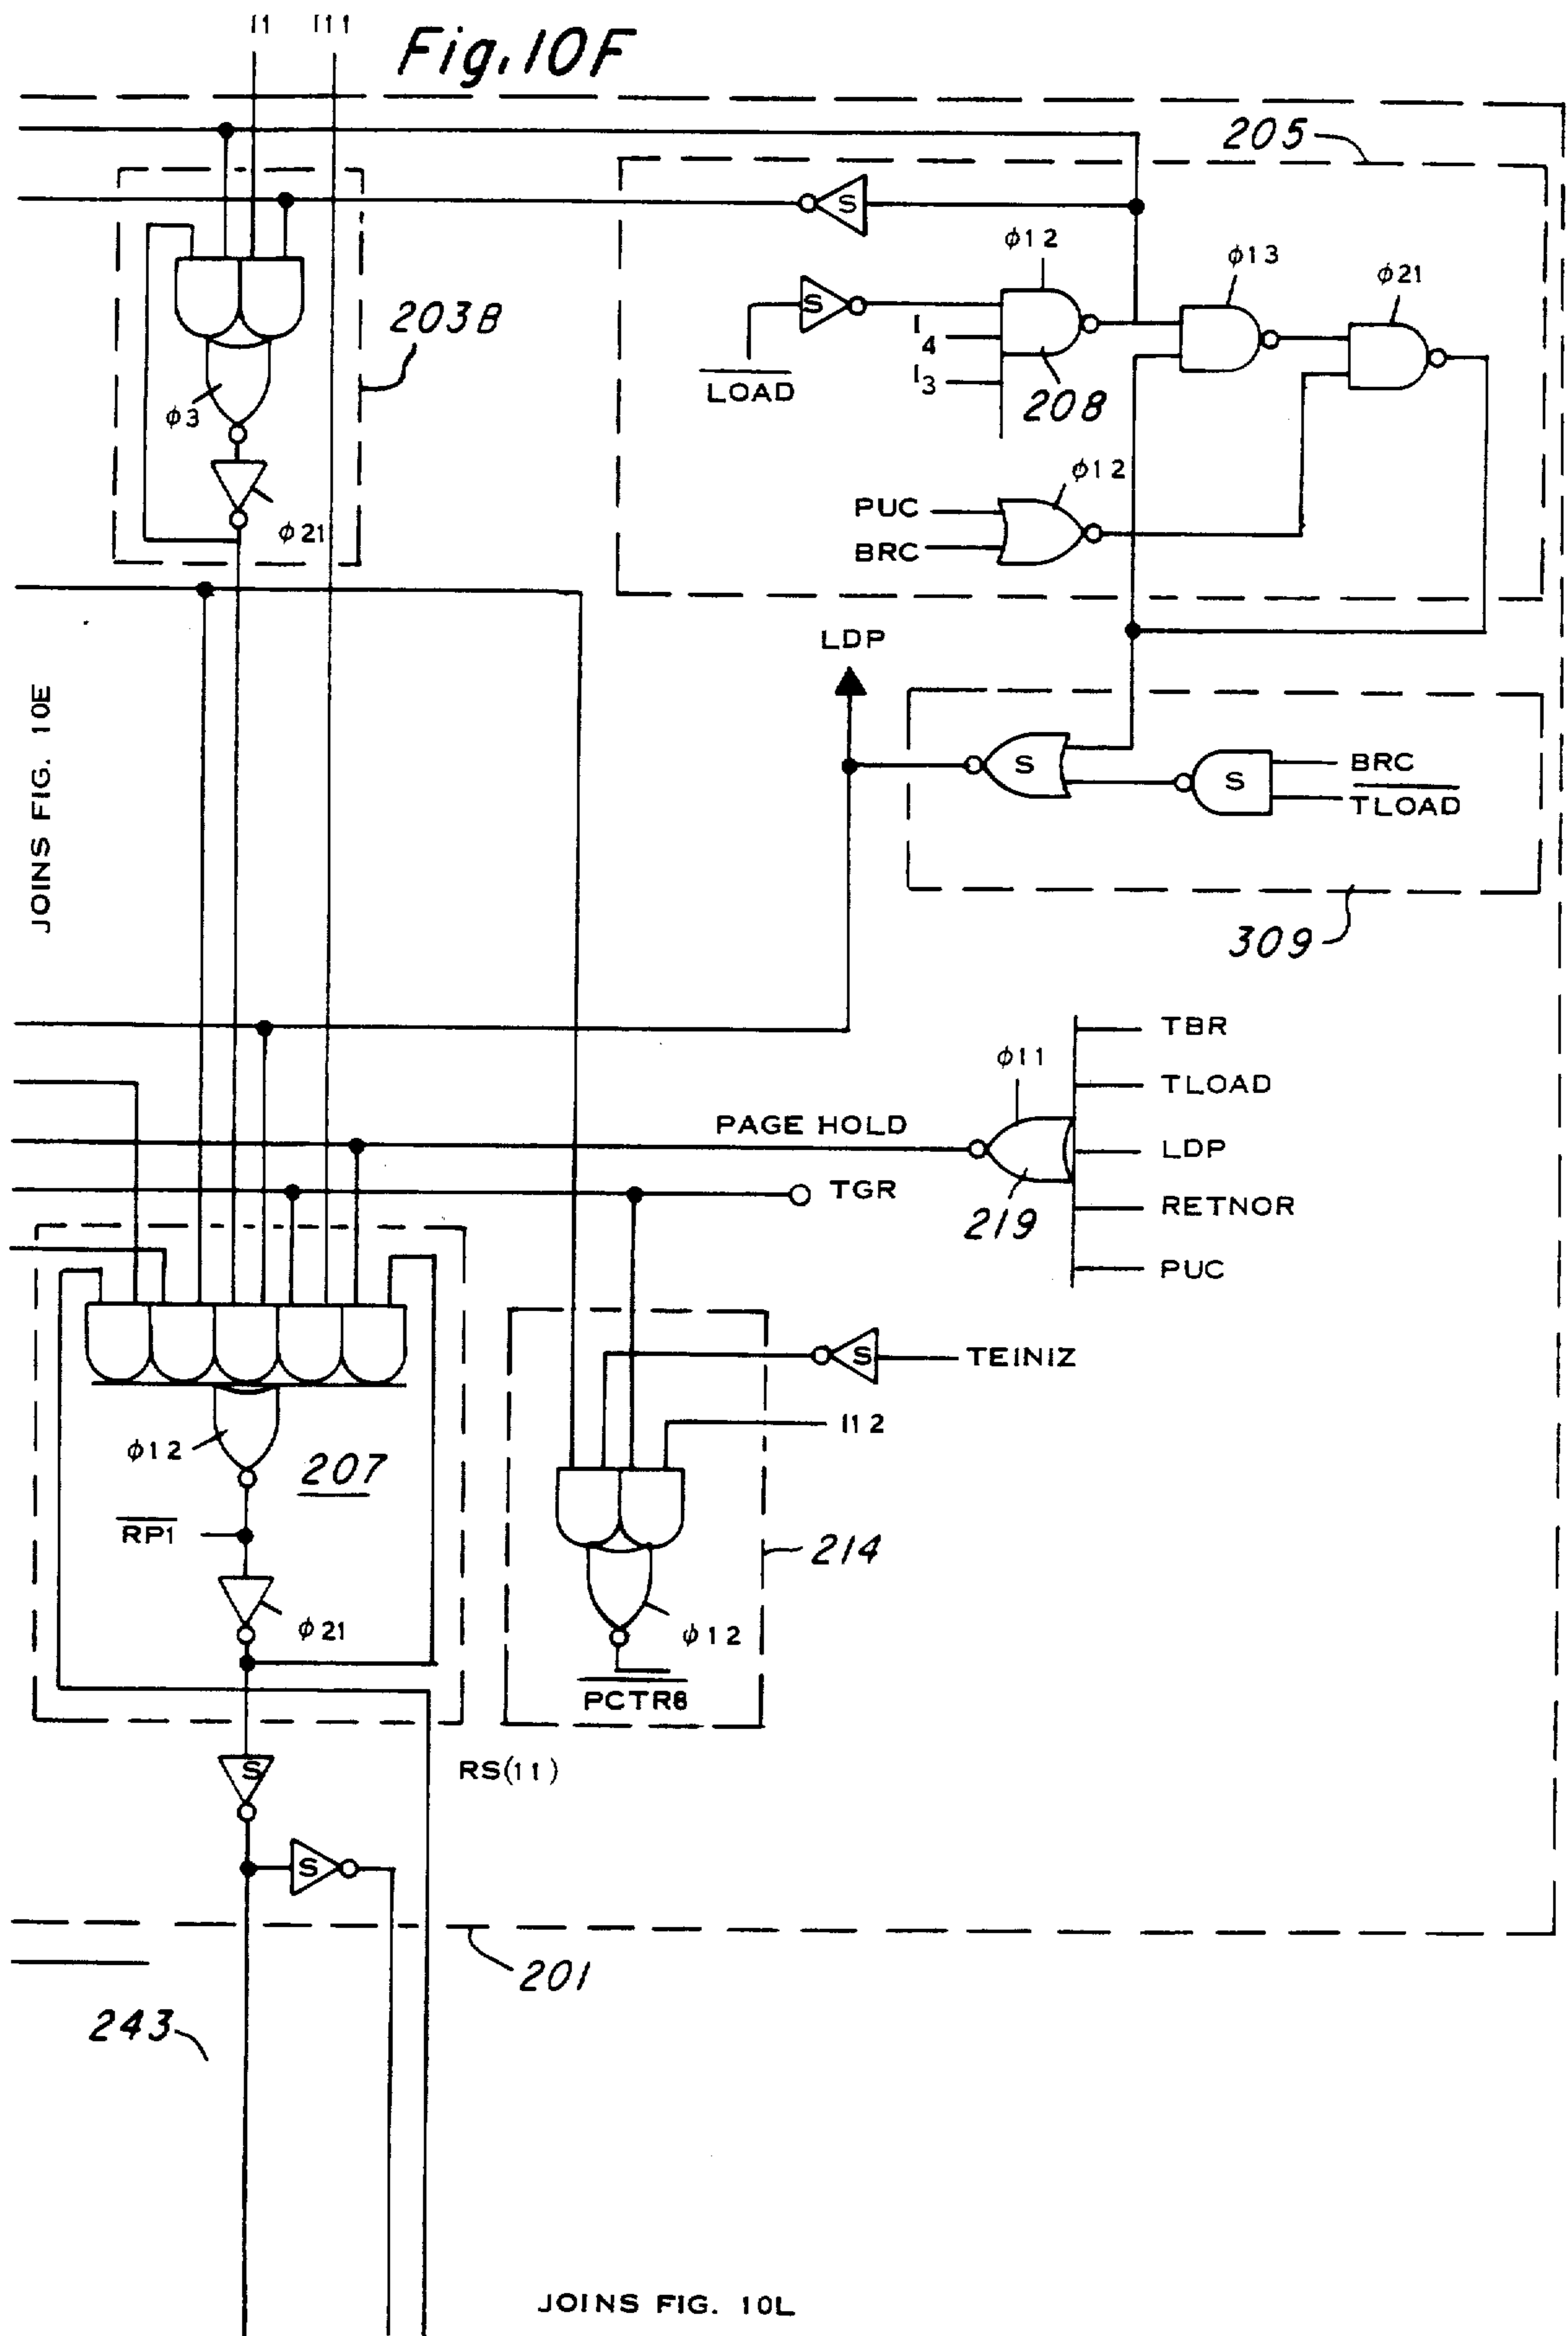 I1 I11
Fig. 10F
205
S
φ12
φ13
φ21
S
I4
I3
LOAD
208
203B
φ3
φ12
PUC
BRC
φ21
LDP
JOINS FIG. 10E
S
S
BRC
TLOAD
309
TBR
φ11
TLOAD
PAGE HOLD
LDP
TGR
219
RETNOR
PUC
S
TEINIZ
I12
φ12
207
RP1
214
φ21
φ12
PCTR8
S
RS(11)
S
201
243
JOINS FIG. 10L